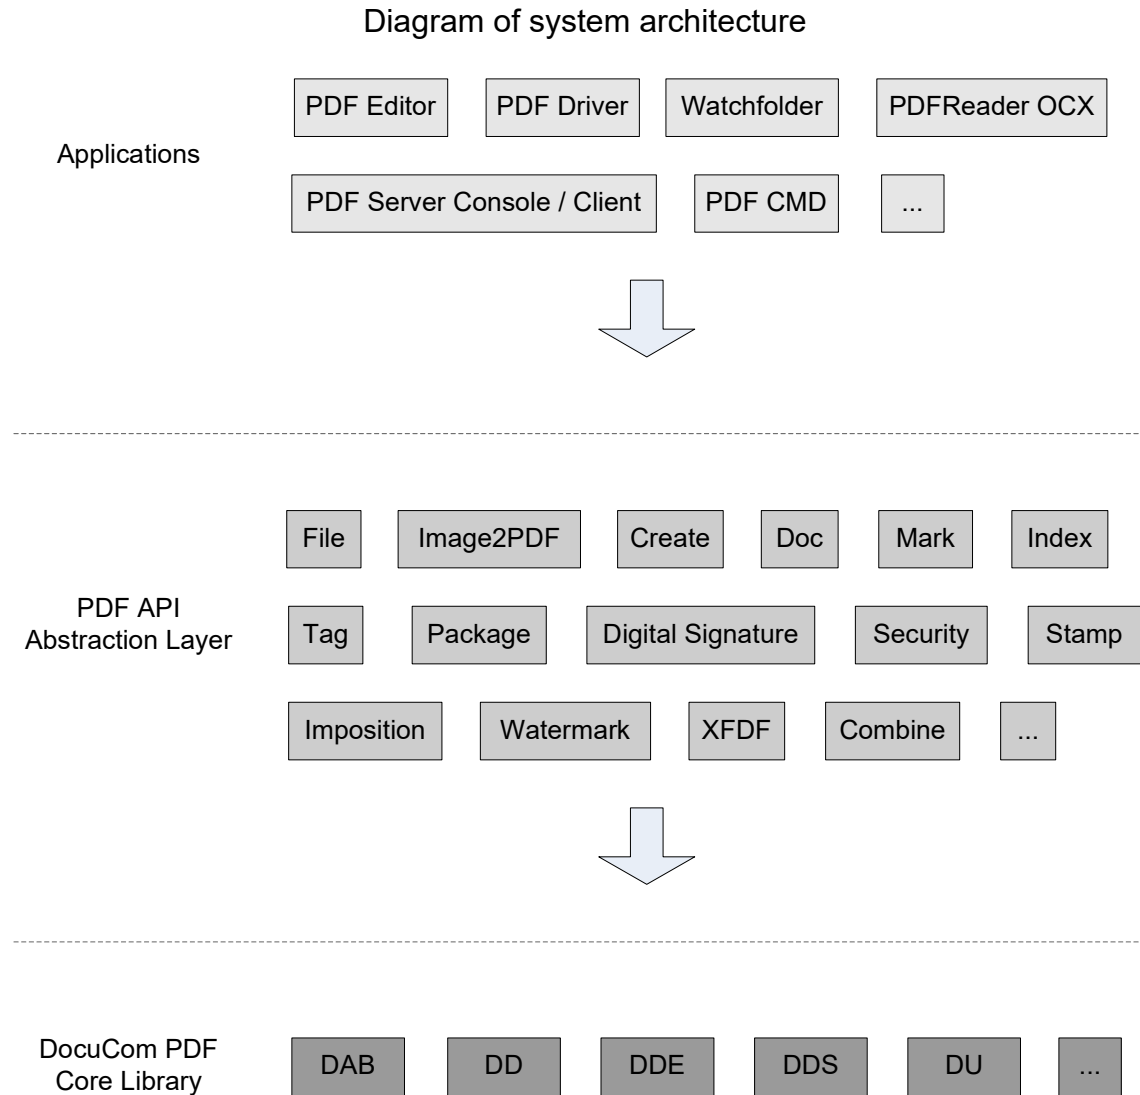 Diagram of system architecture
PDF Editor
PDF Driver
Watchfolder
PDFReader OCX
Applications
PDF Server Console / Client
PDF CMD
...
File
Image2PDF
Create
Doc
Mark
Index
PDF API
Abstraction Layer
Tag
Package
Digital Signature
Security
Stamp
Imposition
Watermark
XFDF
Combine
...
DocuCom PDF
Core Library
DAB
DD
DDE
DDS
DU
...